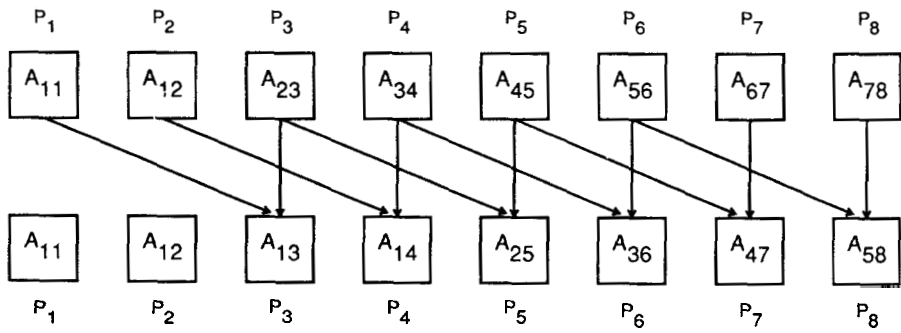 P1 P2 P3 P4 P5 P6 P7 P8
A11 A12 A23 A34 A45 A56 A67 A78
A11 A12 A13 A14 A25 A36 A47 A58
P1 P2 P3 P4 P5 P6 P7 P8